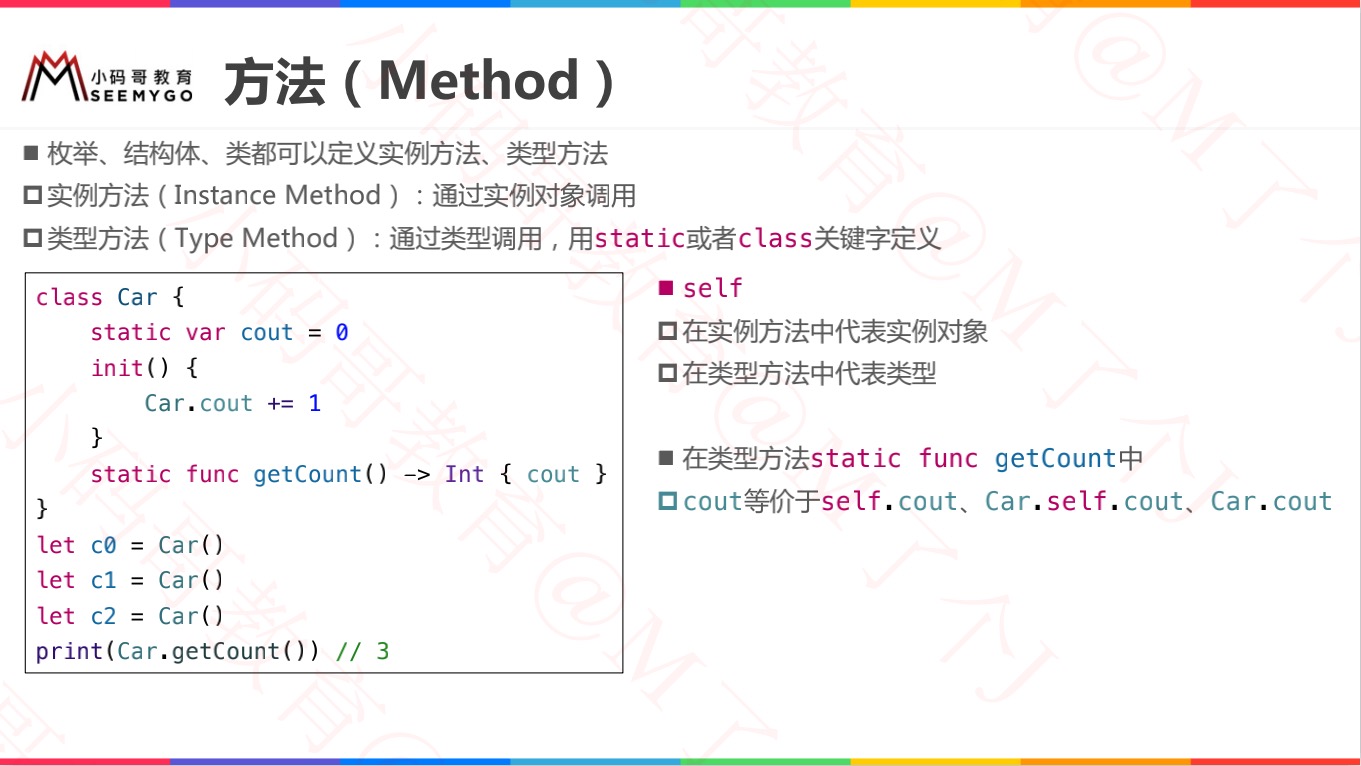 小码哥教育
SEEMYGO
方法（Method）
■ 枚举、结构体、类都可以定义实例方法、类型方法
实例方法（Instance Method）：通过实例对象调用
类型方法（Type Method）：通过类型调用，用static或者class关键字定义
class Car {
    static var cout = 0
    init() {
        Car.cout += 1
    }
    static func getCount() -> Int { cout }
}
let c0 = Car()
let c1 = Car()
let c2 = Car()
print(Car.getCount()) // 3
■ self
在实例方法中代表实例对象
在类型方法中代表类型
■ 在类型方法static func getCount中
cout等价于self.cout、Car.self.cout、Car.cout
小码哥教育@M了个J